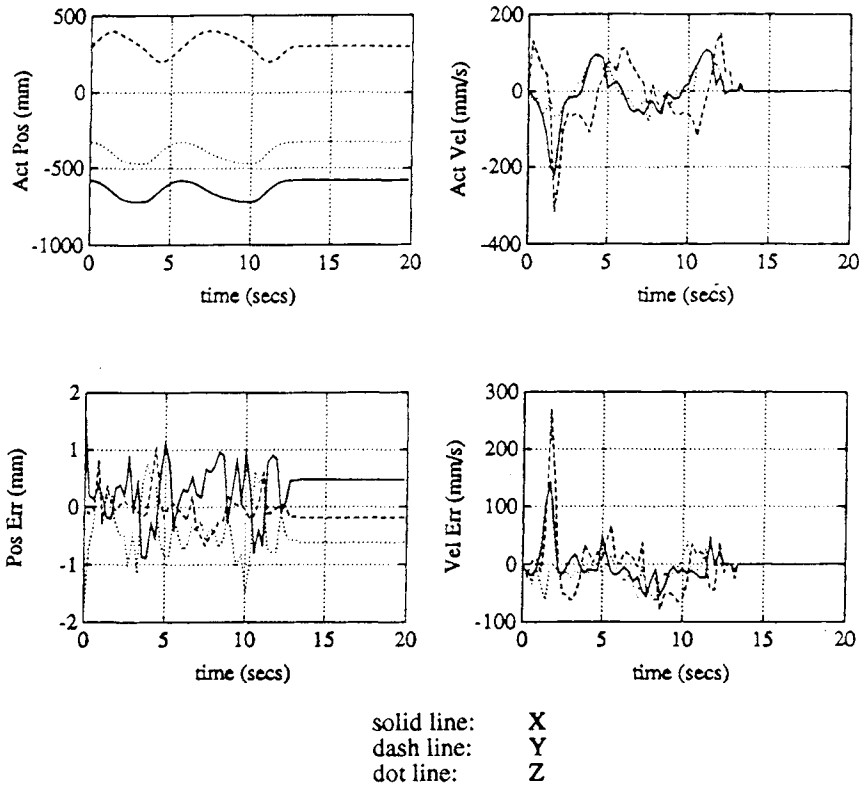 500
0
-500
-1000
Act Pos (mm)
0 5 10 15 20
time (secs)
200
0
-200
-400
Act Vel (mm/s)
0 5 10 15 20
time (secs)
2
1
0
-1
-2
Pos Err (mm)
0 5 10 15 20
time (secs)
300
200
100
0
-100
Vel Err (mm/s)
0 5 10 15 20
time (secs)
solid line: X
dash line: Y
dot line: Z